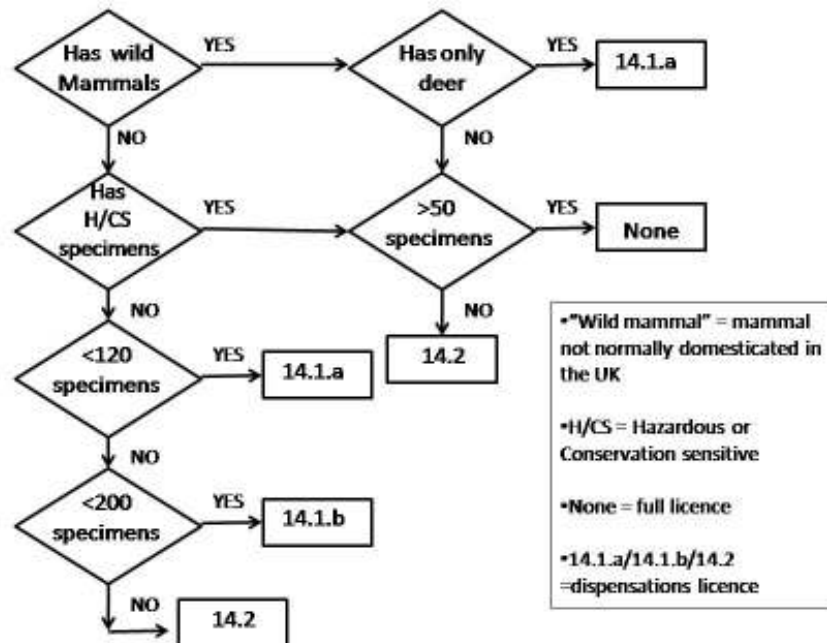 Has wild
Mammals
YES
Has only
deer
YES
14.1.a
NO
NO
Has
H/CS
specimens
YES
>50
specimens
YES
None
NO
NO
<120
specimens
YES
14.1.a
14.2
NO
<200
specimens
YES
14.1.b
NO
14.2
•"Wild mammal" = mammal
not normally domesticated in
the UK
•H/CS = Hazardous or
Conservation sensitive
•None = full licence
•14.1.a/14.1.b/14.2
=dispensations licence